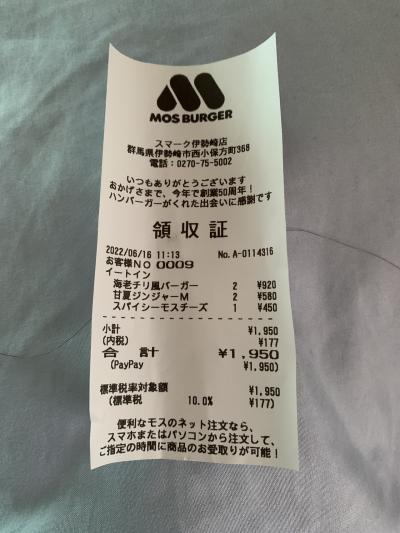 MOS BURGER
スマーク伊勢崎店
群馬県伊勢崎市西小保方町368
電話：0270-75-5002
いつもありがとうございます
おかげさまで、今年で創業50周年！
ハンバーガーがくれた出会いに感謝です
領収証
2022/06/16 11:13 No.A-0114316
お客様NO 0009
イートイン
海老チリ風バーガー 2 ¥920
甘夏ジンジャーM 2 ¥580
スパイシーモスチーズ 1 ¥450
小計 ¥1,950
(内税) ¥177
合 計 ¥1,950
(PayPay ¥1,950)
標準税率対象額 ¥1,950
(標準税 10.0% ¥177)
便利なモスのネット注文なら、
スマホまたはパソコンから注文して、
ご指定の時間に商品のお受取りが可能！